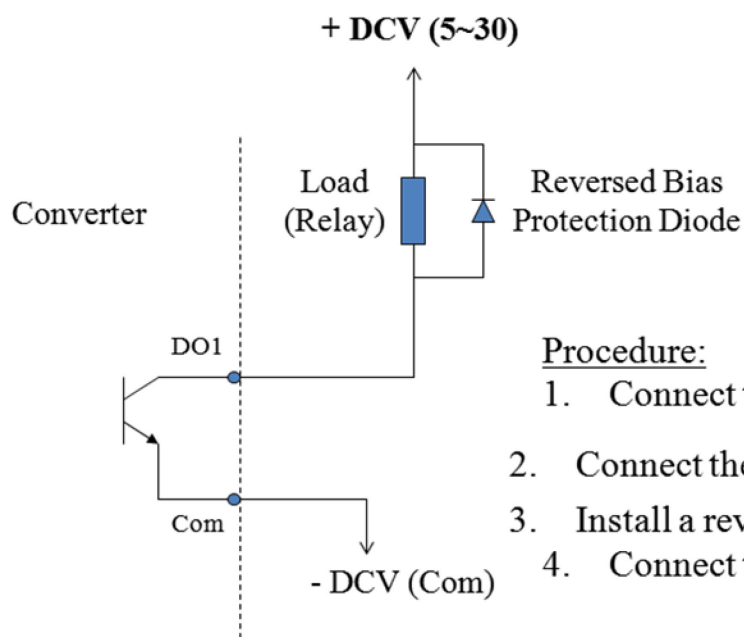 + DCV (5~30)
Load
(Relay)
Reversed Bias
Protection Diode
Converter
DO1
Com
- DCV (Com)
Procedure:
1. Connect
2. Connect the
3. Install a
4. Connect